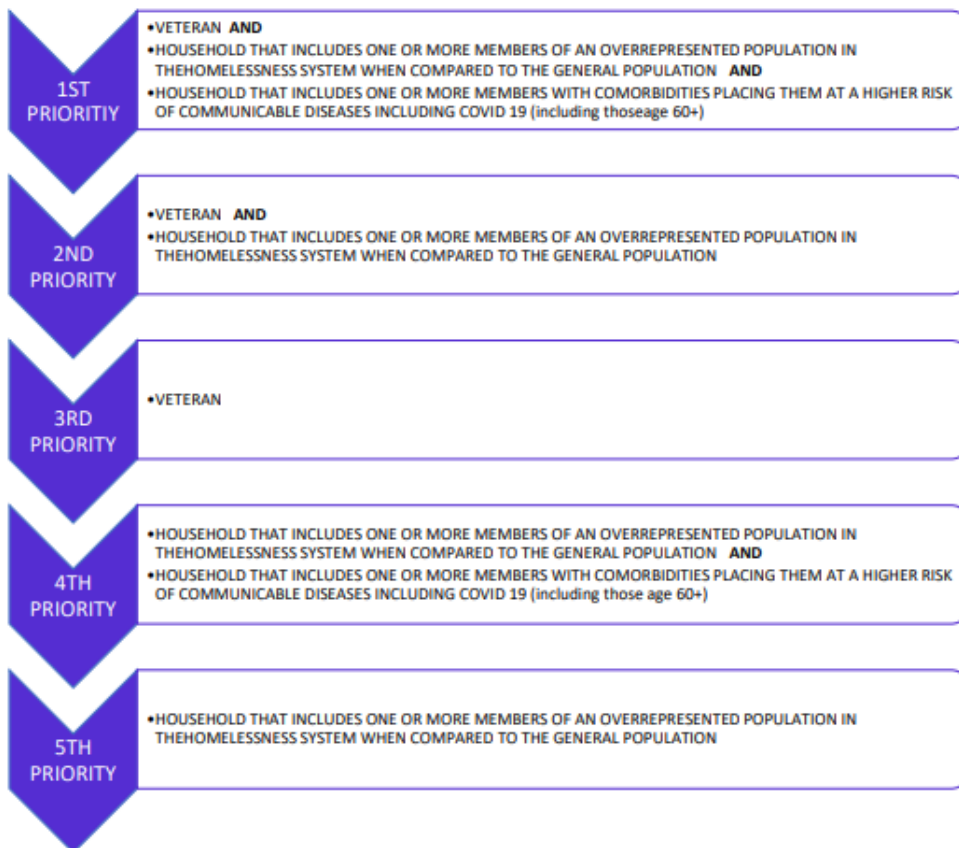 1ST
PRIORITIY
•VETERAN AND
•HOUSEHOLD THAT INCLUDES ONE OR MORE MEMBERS OF AN OVERREPRESENTED POPULATION IN
THEHOMELESSNESS SYSTEM WHEN COMPARED TO THE GENERAL POPULATION AND
•HOUSEHOLD THAT INCLUDES ONE OR MORE MEMBERS WITH COMORBIDITIES PLACING THEM AT A HIGHER RISK
OF COMMUNICABLE DISEASES INCLUDING COVID 19 (including thoseage 60+)
2ND
PRIORITY
•VETERAN AND
•HOUSEHOLD THAT INCLUDES ONE OR MORE MEMBERS OF AN OVERREPRESENTED POPULATION IN
THEHOMELESSNESS SYSTEM WHEN COMPARED TO THE GENERAL POPULATION
3RD
PRIORITY
•VETERAN
4TH
PRIORITY
•HOUSEHOLD THAT INCLUDES ONE OR MORE MEMBERS OF AN OVERREPRESENTED POPULATION IN
THEHOMELESSNESS SYSTEM WHEN COMPARED TO THE GENERAL POPULATION AND
•HOUSEHOLD THAT INCLUDES ONE OR MORE MEMBERS WITH COMORBIDITIES PLACING THEM AT A HIGHER RISK
OF COMMUNICABLE DISEASES INCLUDING COVID 19 (including those age 60+)
5TH
PRIORITY
•HOUSEHOLD THAT INCLUDES ONE OR MORE MEMBERS OF AN OVERREPRESENTED POPULATION IN
THEHOMELESSNESS SYSTEM WHEN COMPARED TO THE GENERAL POPULATION